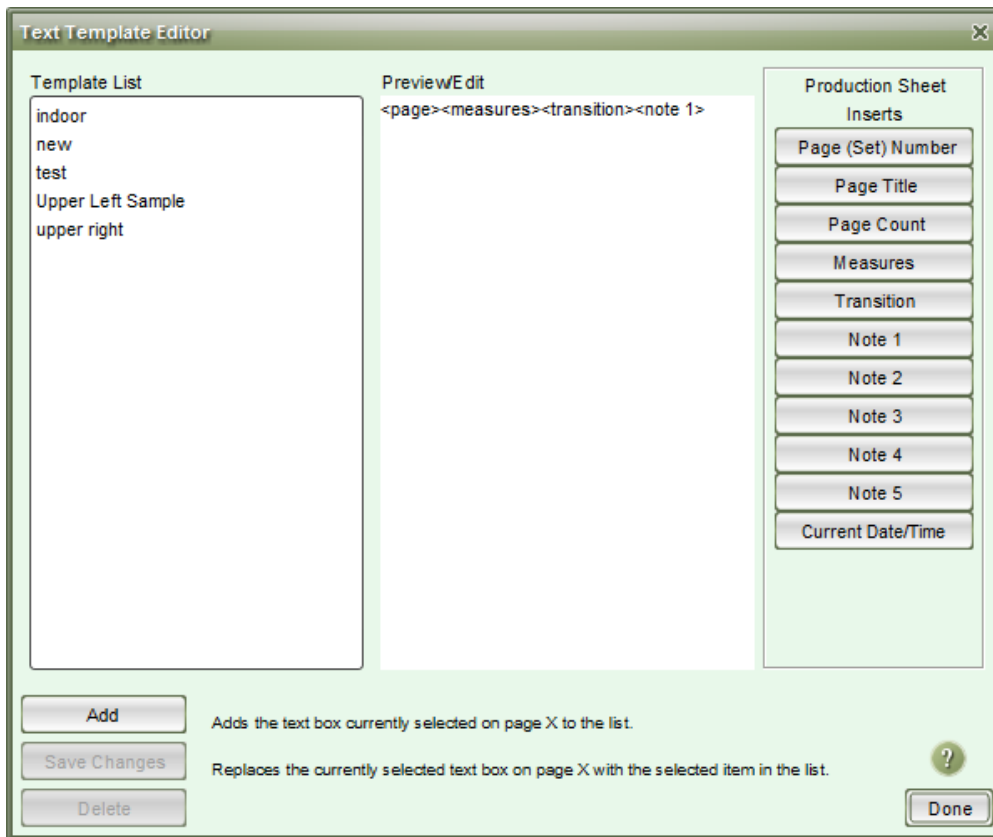 Text Template Editor
Template List
indoor
new
test
Upper Left Sample
upper right
Preview/Edit
<page><measures><transition><note 1>
Production Sheet
Inserts
Page (Set) Number
Page Title
Page Count
Measures
Transition
Note 1
Note 2
Note 3
Note 4
Note 5
Current Date/Time
Add
Adds the text box currently selected on page X to the list.
Save Changes
Replaces the currently selected text box on page X with the selected item in the list.
Delete
?
Done